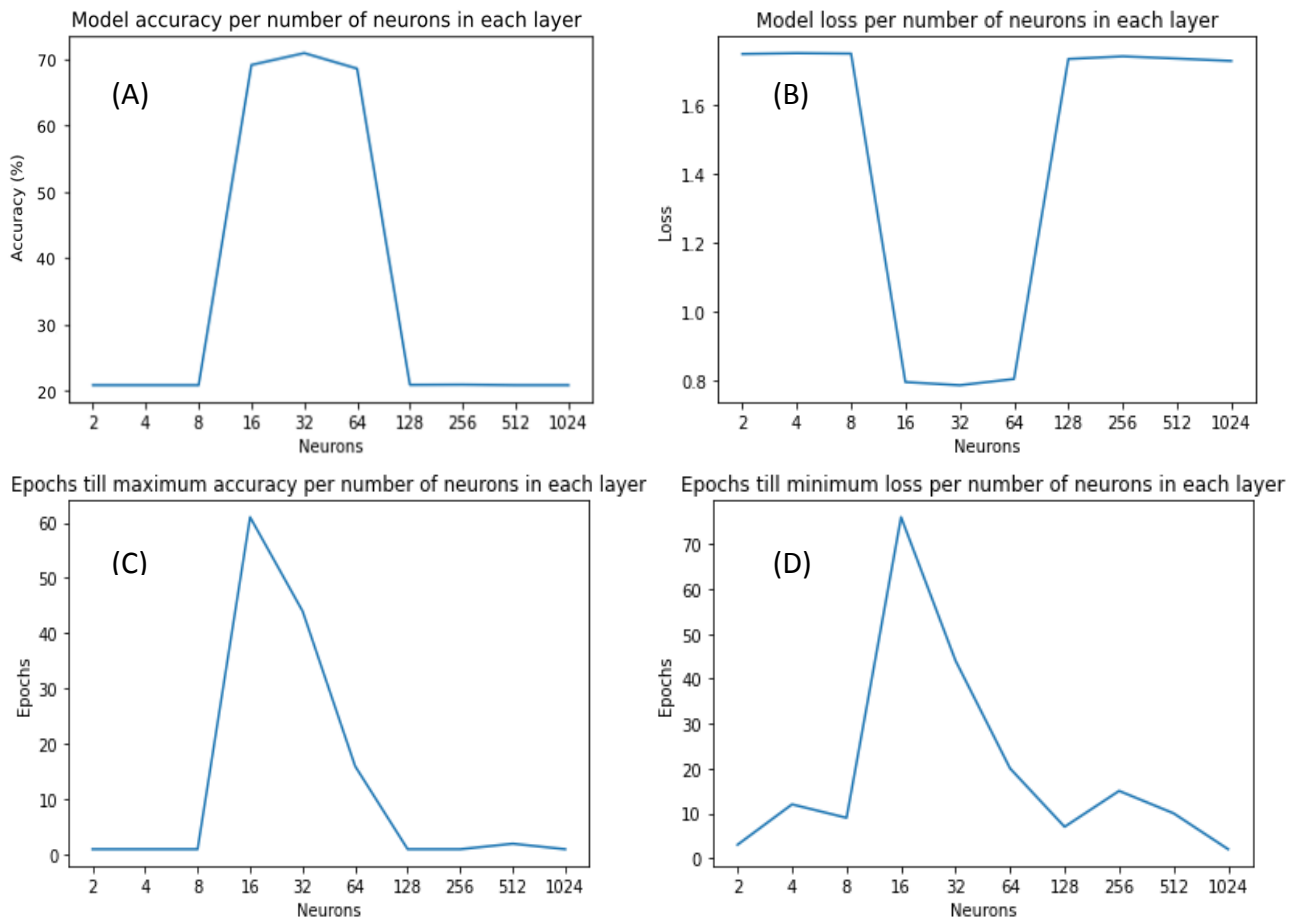 Model accuracy per number of neurons in each layer
(A)
70
60
50
40
30
20
Accuracy (%)
2 4 8 16 32 64 128 256 512 1024
Neurons
Model loss per number of neurons in each layer
(B)
1.6
1.4
1.2
1.0
0.8
Loss
2 4 8 16 32 64 128 256 512 1024
Neurons
Epochs till maximum accuracy per number of neurons in each layer
(C)
60
50
40
30
20
10
0
Epochs
2 4 8 16 32 64 128 256 512 1024
Neurons
Epochs till minimum loss per number of neurons in each layer
(D)
70
60
50
40
30
20
10
0
Epochs
2 4 8 16 32 64 128 256 512 1024
Neurons